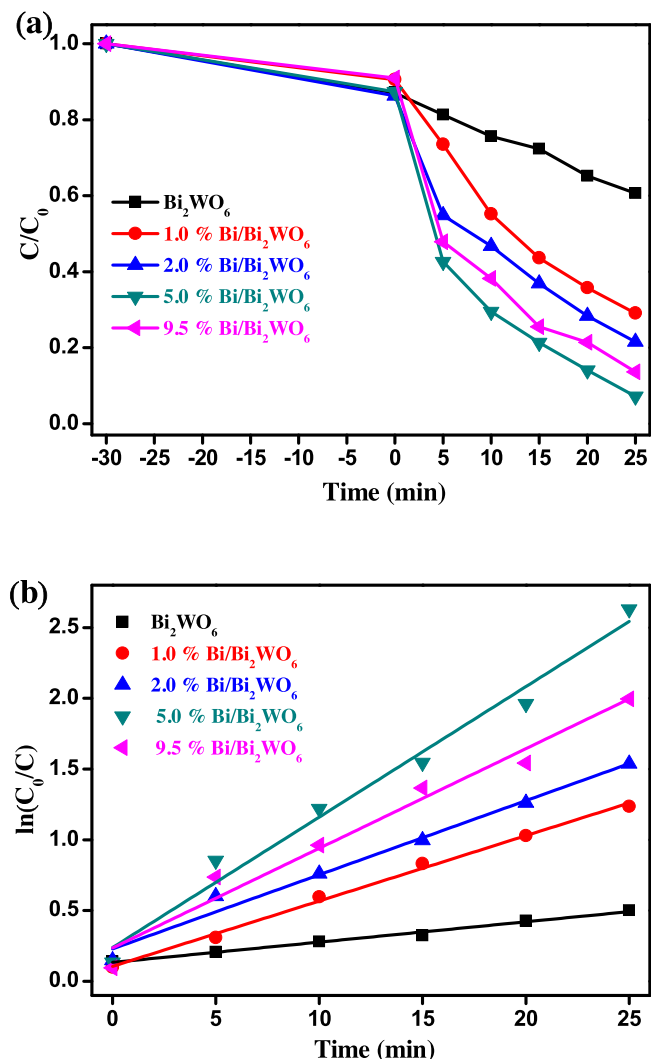 (a)
1.0
0.8
0.6
0.4
0.2
0.0
C/C₀
Bi₂WO₆
1.0 % Bi/Bi₂WO₆
2.0 % Bi/Bi₂WO₆
5.0 % Bi/Bi₂WO₆
9.5 % Bi/Bi₂WO₆
-30 -25 -20 -15 -10 -5 0 5 10 15 20 25
Time (min)
(b)
2.5
2.0
1.5
1.0
0.5
0.0
ln(C₀/C)
Bi₂WO₆
1.0 % Bi/Bi₂WO₆
2.0 % Bi/Bi₂WO₆
5.0 % Bi/Bi₂WO₆
9.5 % Bi/Bi₂WO₆
0 5 10 15 20 25
Time (min)